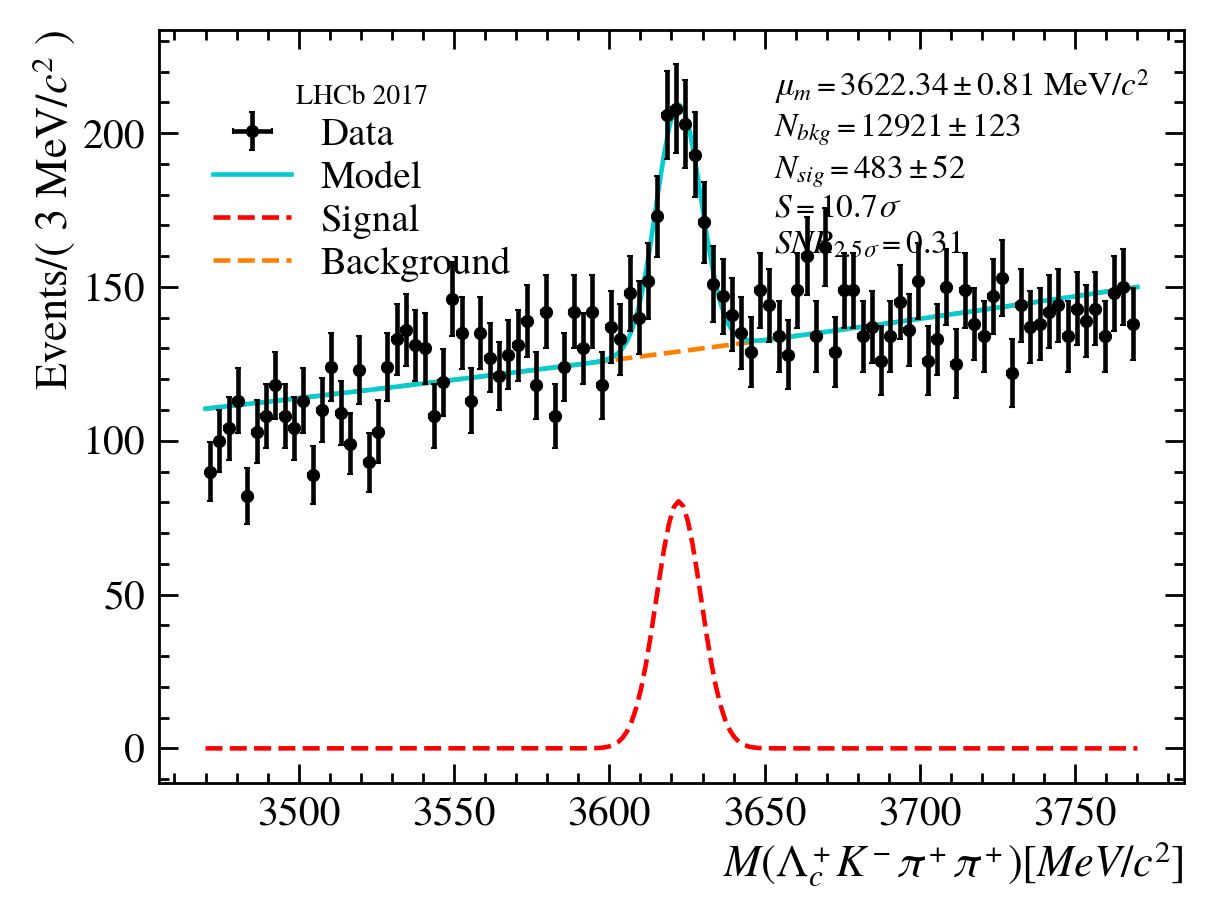 Events/( 3 MeV/c² )
200
150
100
50
0
LHCb 2017
Data
Model
Signal
Background
μₘ = 3622.34 ± 0.81 MeV/c²
N_bkg = 12921 ± 123
N_sig = 483 ± 52
S = 10.7 σ
SNR_2.5σ = 0.31
3500 3550 3600 3650 3700 3750
M(Λ_c⁺ K⁻ π⁺ π⁺)[MeV/c²]